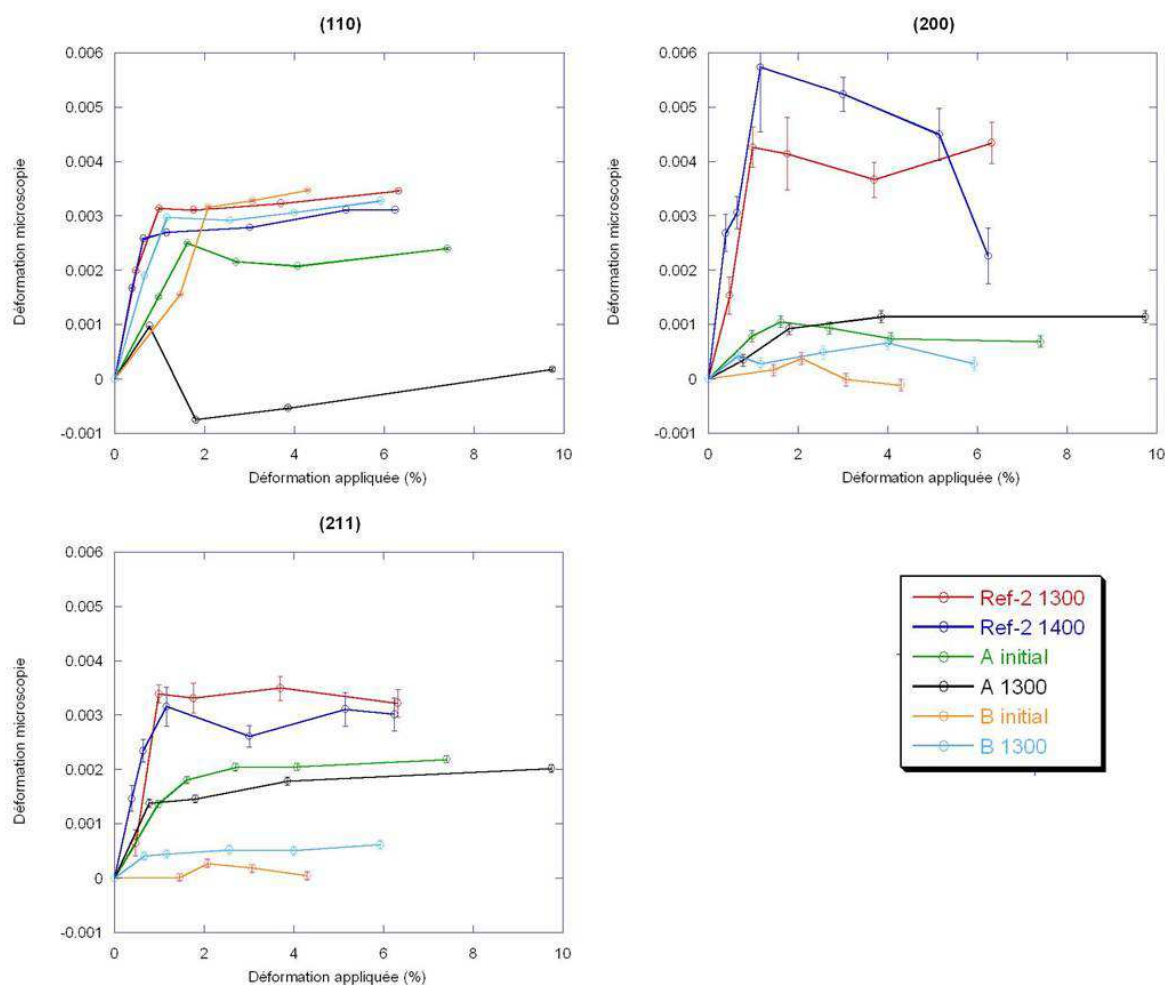 (110)
0.006
0.005
0.004
0.003
0.002
0.001
0
-0.001
Déformation microscopie
0 2 4 6 8 10
Déformation appliquée (%)
(200)
0.006
0.005
0.004
0.003
0.002
0.001
0
-0.001
Déformation microscopie
0 2 4 6 8 10
Déformation appliquée (%)
(211)
0.006
0.005
0.004
0.003
0.002
0.001
0
-0.001
Déformation microscopie
0 2 4 6 8 10
Déformation appliquée (%)
Ref-2 1300
Ref-2 1400
A initial
A 1300
B initial
B 1300